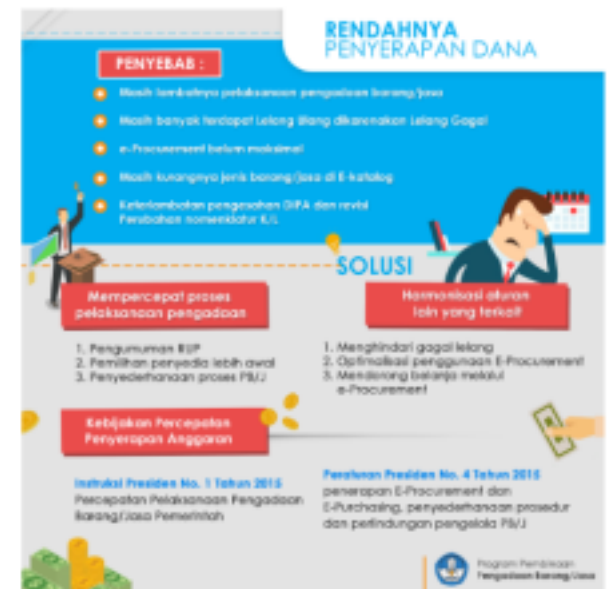 RENDAHNYA
PENYERAPAN DANA
PENYEBAB :
Masih lambatnya pelaksanaan pengadaan barang/jasa
Masih banyak terdapat Lelang Ulang dikarenakan Lelang Gagal
e-Procurement belum maksimal
Masih kurangnya jenis barang/jasa di E-katalog
Keterlambatan pengesahan DIPA dan revisi
Perubahan nomenklatur K/L
SOLUSI
Mempercepat proses
pelaksanaan pengadaan
1. Pengumuman RUP
2. Pemilihan penyedia lebih awal
3. Penyederhanaan proses PB/J
Harmonisasi aturan
lain yang terkait
1. Menghindari gagal lelang
2. Optimalisasi penggunaan E-Procurement
3. Mendorong belanja melalui
e-Procurement
Kebijakan Percepatan
Penyerapan Anggaran
Instruksi Presiden No. 1 Tahun 2015
Percepatan Pelaksanaan Pengadaan
Barang/Jasa Pemerintah
Peraturan Presiden No. 4 Tahun 2015
penerapan E-Procurement dan
E-Purchasing, penyederhanaan prosedur
dan perlindungan pengelola PB/J
Program Pembinaan
Pengadaan Barang/Jasa